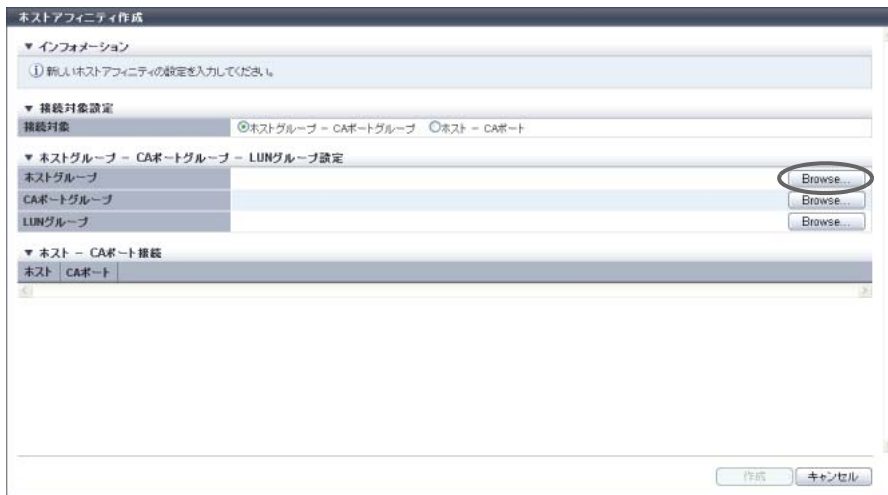 ホストアフィニティ作成
▼ インフォメーション
新しいホストアフィニティの設定を入力してください。
▼ 接続対象設定
接続対象 ホストグループ - CAポートグループ ホスト - CAポート
▼ ホストグループ - CAポートグループ - LUNグループ設定
ホストグループ Browse...
CAポートグループ Browse...
LUNグループ Browse...
▼ ホスト - CAポート接続
ホスト CAポート
作成 キャンセル